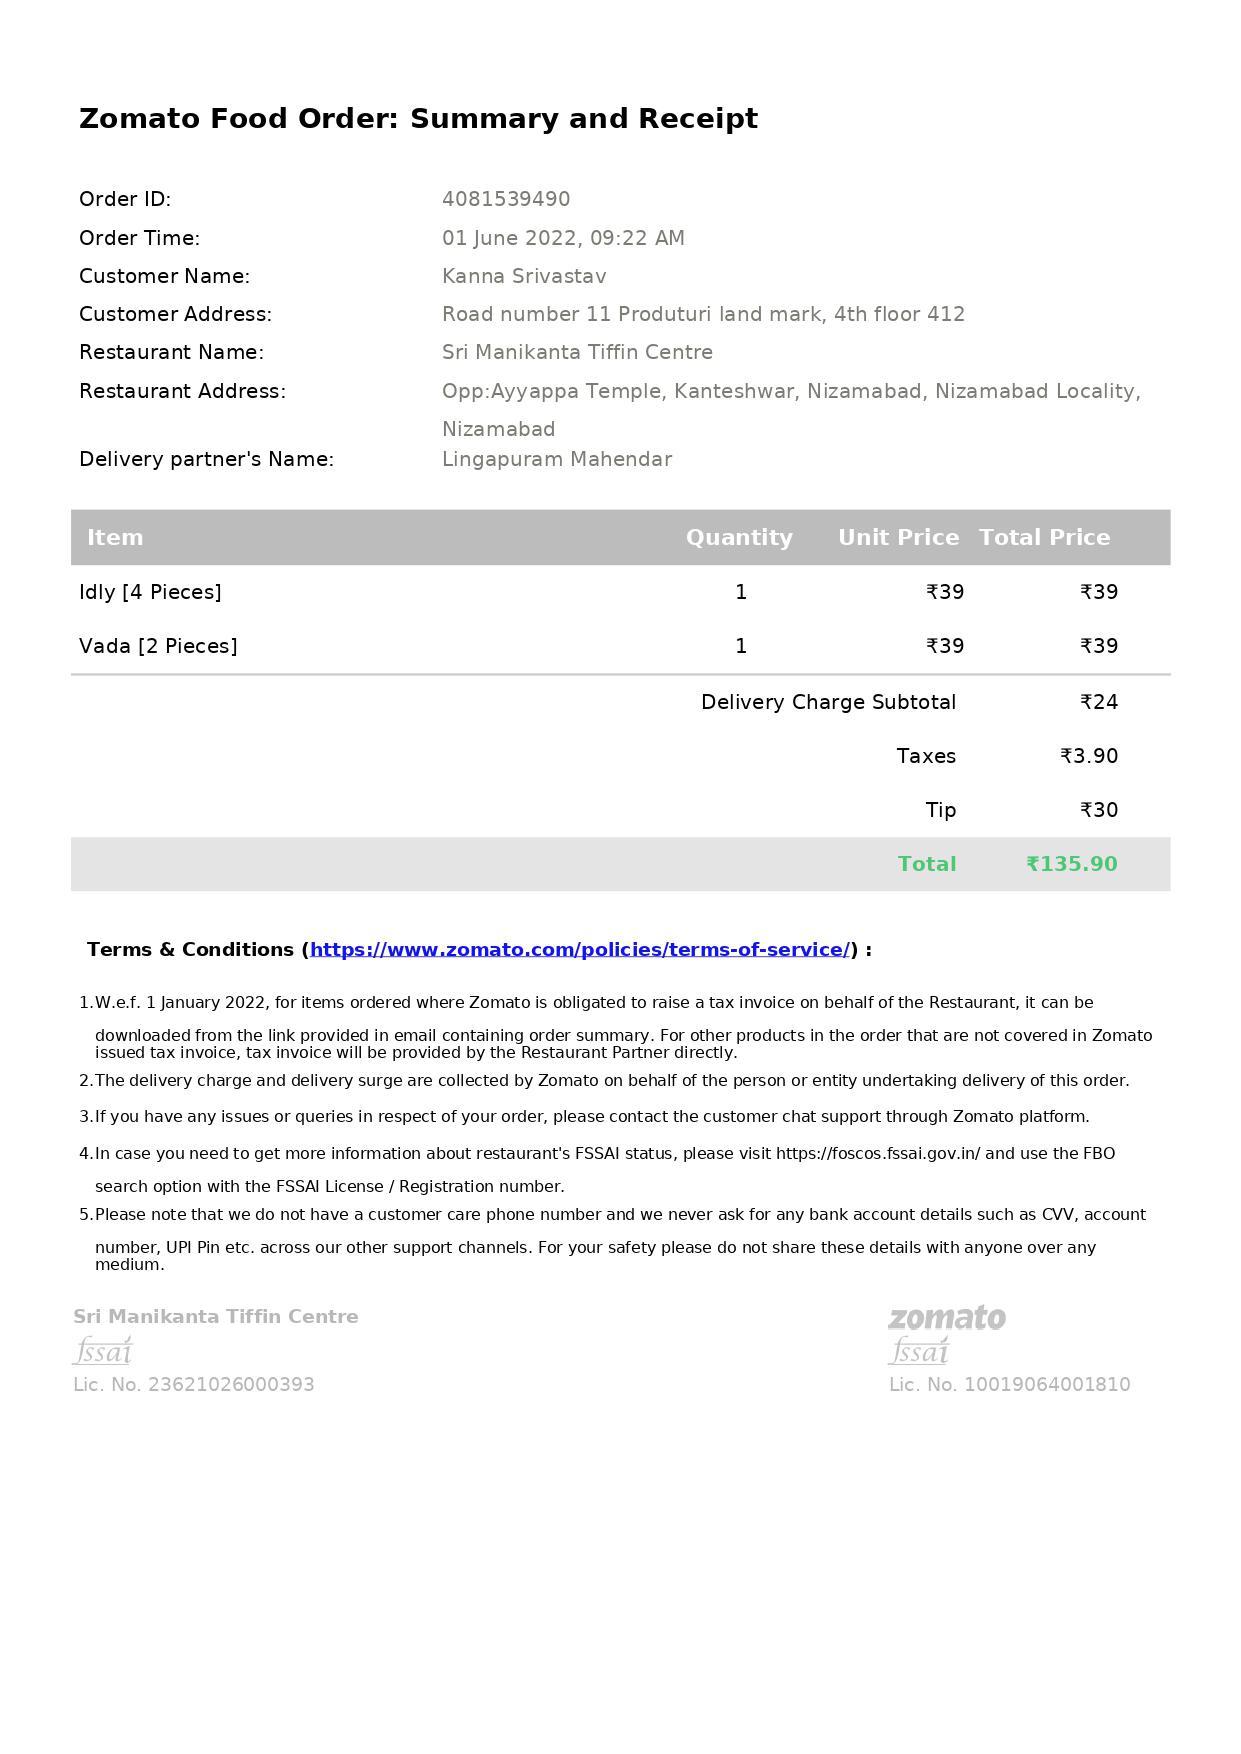 Zomato Food Order: Summary and Receipt
Order ID: 4081539490
Order Time: 01 June 2022, 09:22 AM
Customer Name: Kanna Srivastav
Customer Address: Road number 11 Produturi land mark, 4th floor 412
Restaurant Name: Sri Manikanta Tiffin Centre
Restaurant Address: Opp:Ayyappa Temple, Kanteshwar, Nizamabad, Nizamabad Locality,
Nizamabad
Delivery partner's Name: Lingapuram Mahendar
Item Quantity Unit Price Total Price
Idly [4 Pieces] 1 ₹39 ₹39
Vada [2 Pieces] 1 ₹39 ₹39
Delivery Charge Subtotal ₹24
Taxes ₹3.90
Tip ₹30
Total ₹135.90
Terms & Conditions (https://www.zomato.com/policies/terms-of-service/) :
1.W.e.f. 1 January 2022, for items ordered where Zomato is obligated to raise a tax invoice on behalf of the Restaurant, it can be
downloaded from the link provided in email containing order summary. For other products in the order that are not covered in Zomato
issued tax invoice, tax invoice will be provided by the Restaurant Partner directly.
2.The delivery charge and delivery surge are collected by Zomato on behalf of the person or entity undertaking delivery of this order.
3.If you have any issues or queries in respect of your order, please contact the customer chat support through Zomato platform.
4.In case you need to get more information about restaurant's FSSAI status, please visit https://foscos.fssai.gov.in/ and use the FBO
search option with the FSSAI License / Registration number.
5.Please note that we do not have a customer care phone number and we never ask for any bank account details such as CVV, account
number, UPI Pin etc. across our other support channels. For your safety please do not share these details with anyone over any
medium.
Sri Manikanta Tiffin Centre zomato
fssai fssai
Lic. No. 23621026000393 Lic. No. 10019064001810